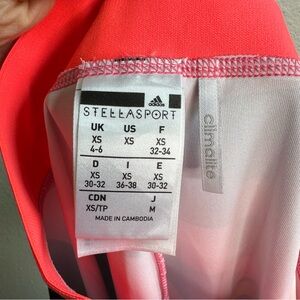 adidas
STELLASPORT
UK US F
XS XS XS
4-6 32-34
D I E
XS XS XS
30-32 36-38 30-32
CDN J
XS/TP M
MADE IN CAMBODIA
climalite